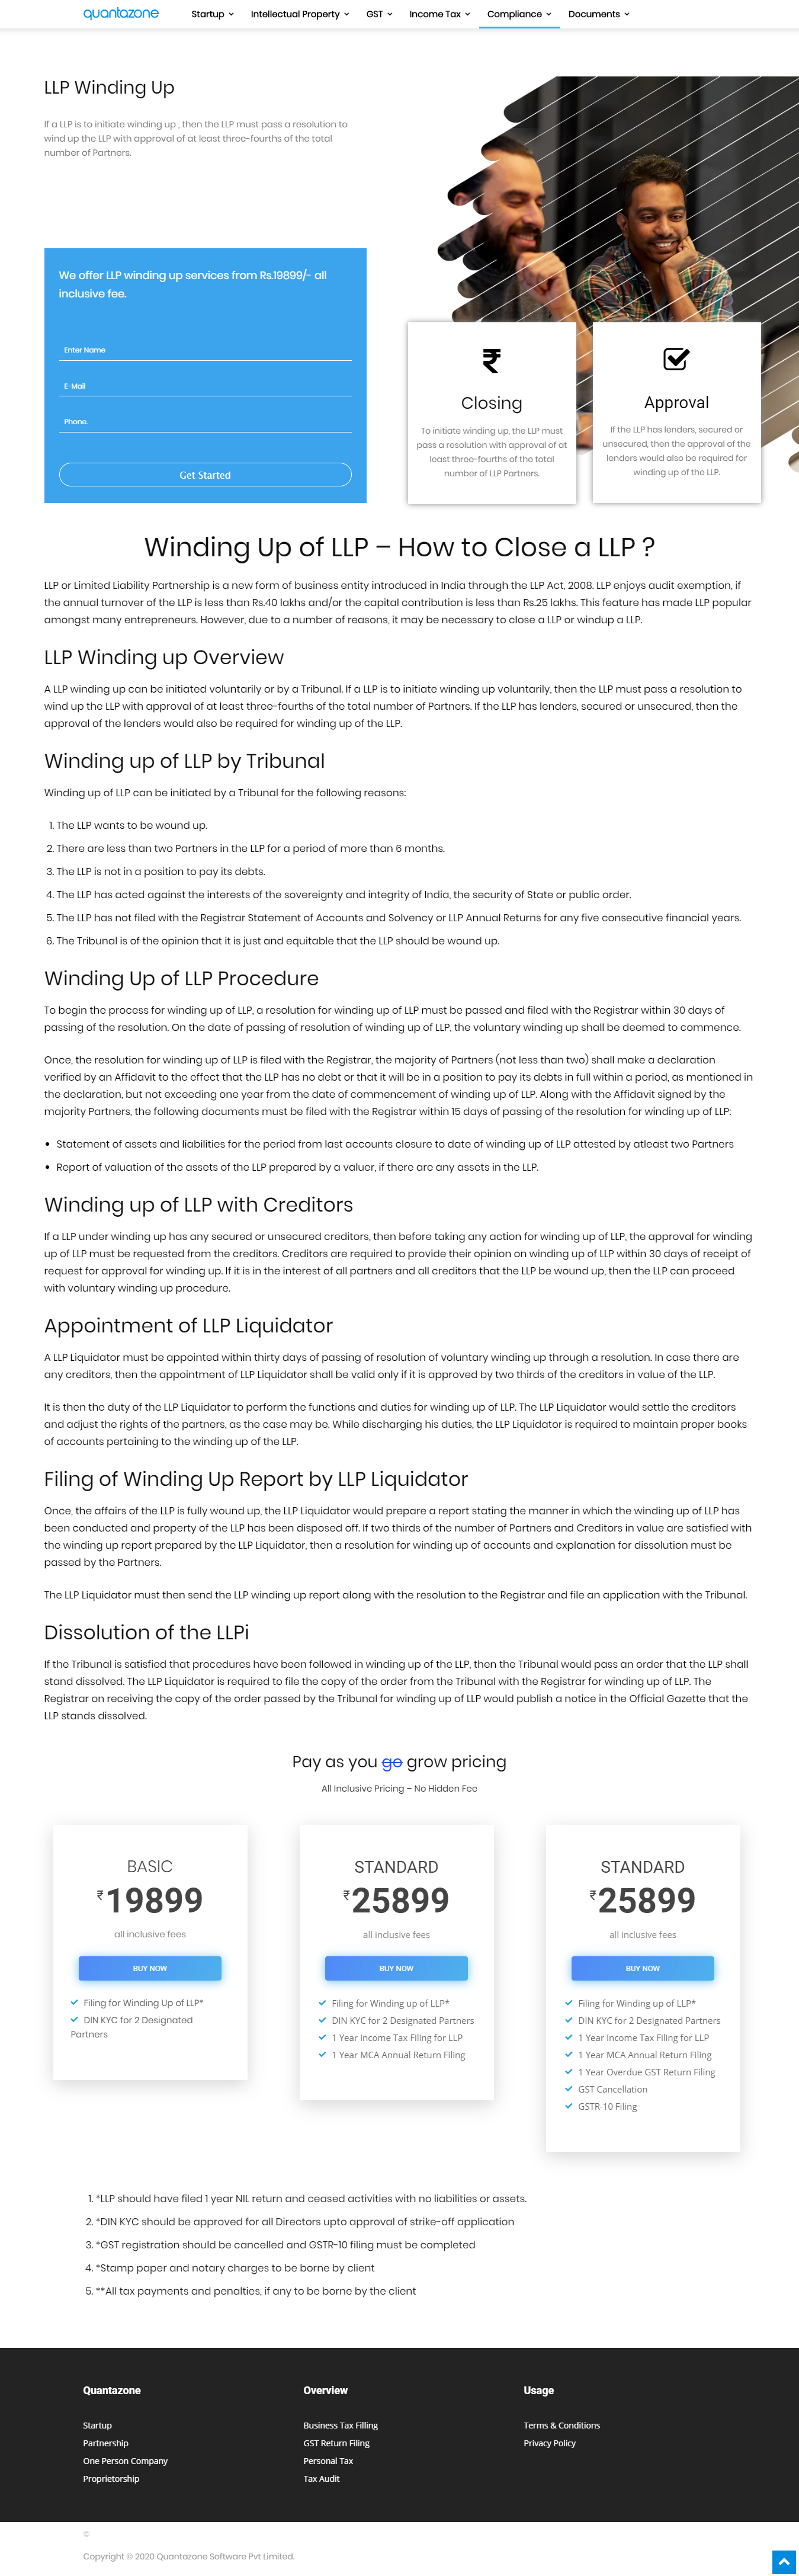 quantazone
Startup
Intellectual Property
GST
Income Tax
Compliance
Documents
LLP Winding Up
If a LLP is to initiate winding up , then the LLP must pass a resolution to
wind up the LLP with approval of at least three-fourths of the total
number of Partners.
We offer LLP winding up services from Rs.19899/- all
inclusive fee.
Enter Name
E-Mail
Phone.
Get Started
₹
Closing
To initiate winding up, the LLP must
pass a resolution with approval of at
least three-fourths of the total
number of LLP Partners.
Approval
If the LLP has lenders, secured or
unsecured, then the approval of the
lenders would also be required for
winding up of the LLP.
Winding Up of LLP – How to Close a LLP ?
LLP or Limited Liability Partnership is a new form of business entity introduced in India through the LLP Act, 2008. LLP enjoys audit exemption, if
the annual turnover of the LLP is less than Rs.40 lakhs and/or the capital contribution is less than Rs.25 lakhs. This feature has made LLP popular
amongst many entrepreneurs. However, due to a number of reasons, it may be necessary to close a LLP or windup a LLP.
LLP Winding up Overview
A LLP winding up can be initiated voluntarily or by a Tribunal. If a LLP is to initiate winding up voluntarily, then the LLP must pass a resolution to
wind up the LLP with approval of at least three-fourths of the total number of Partners. If the LLP has lenders, secured or unsecured, then the
approval of the lenders would also be required for winding up of the LLP.
Winding up of LLP by Tribunal
Winding up of LLP can be initiated by a Tribunal for the following reasons:
1. The LLP wants to be wound up.
2. There are less than two Partners in the LLP for a period of more than 6 months.
3. The LLP is not in a position to pay its debts.
4. The LLP has acted against the interests of the sovereignty and integrity of India, the security of State or public order.
5. The LLP has not filed with the Registrar Statement of Accounts and Solvency or LLP Annual Returns for any five consecutive financial years.
6. The Tribunal is of the opinion that it is just and equitable that the LLP should be wound up.
Winding Up of LLP Procedure
To begin the process for winding up of LLP, a resolution for winding up of LLP must be passed and filed with the Registrar within 30 days of
passing of the resolution. On the date of passing of resolution of winding up of LLP, the voluntary winding up shall be deemed to commence.
Once, the resolution for winding up of LLP is filed with the Registrar, the majority of Partners (not less than two) shall make a declaration
verified by an Affidavit to the effect that the LLP has no debt or that it will be in a position to pay its debts in full within a period, as mentioned in
the declaration, but not exceeding one year from the date of commencement of winding up of LLP. Along with the Affidavit signed by the
majority Partners, the following documents must be filed with the Registrar within 15 days of passing of the resolution for winding up of LLP:
• Statement of assets and liabilities for the period from last accounts closure to date of winding up of LLP attested by atleast two Partners
• Report of valuation of the assets of the LLP prepared by a valuer, if there are any assets in the LLP.
Winding up of LLP with Creditors
If a LLP under winding up has any secured or unsecured creditors, then before taking any action for winding up of LLP, the approval for winding
up of LLP must be requested from the creditors. Creditors are required to provide their opinion on winding up of LLP within 30 days of receipt of
request for approval for winding up. If it is in the interest of all partners and all creditors that the LLP be wound up, then the LLP can proceed
with voluntary winding up procedure.
Appointment of LLP Liquidator
A LLP Liquidator must be appointed within thirty days of passing of resolution of voluntary winding up through a resolution. In case there are
any creditors, then the appointment of LLP Liquidator shall be valid only if it is approved by two thirds of the creditors in value of the LLP.
It is then the duty of the LLP Liquidator to perform the functions and duties for winding up of LLP. The LLP Liquidator would settle the creditors
and adjust the rights of the partners, as the case may be. While discharging his duties, the LLP Liquidator is required to maintain proper books
of accounts pertaining to the winding up of the LLP.
Filing of Winding Up Report by LLP Liquidator
Once, the affairs of the LLP is fully wound up, the LLP Liquidator would prepare a report stating the manner in which the winding up of LLP has
been conducted and property of the LLP has been disposed off. If two thirds of the number of Partners and Creditors in value are satisfied with
the winding up report prepared by the LLP Liquidator, then a resolution for winding up of accounts and explanation for dissolution must be
passed by the Partners.
The LLP Liquidator must then send the LLP winding up report along with the resolution to the Registrar and file an application with the Tribunal.
Dissolution of the LLPi
If the Tribunal is satisfied that procedures have been followed in winding up of the LLP, then the Tribunal would pass an order that the LLP shall
stand dissolved. The LLP Liquidator is required to file the copy of the order from the Tribunal with the Registrar for winding up of LLP. The
Registrar on receiving the copy of the order passed by the Tribunal for winding up of LLP would publish a notice in the Official Gazette that the
LLP stands dissolved.
Pay as you go grow pricing
All Inclusive Pricing – No Hidden Fee
BASIC
₹19899
all inclusive fees
BUY NOW
Filing for Winding Up of LLP*
DIN KYC for 2 Designated
Partners
STANDARD
₹25899
all inclusive fees
BUY NOW
Filing for Winding up of LLP*
DIN KYC for 2 Designated Partners
1 Year Income Tax Filing for LLP
1 Year MCA Annual Return Filing
STANDARD
₹25899
all inclusive fees
BUY NOW
Filing for Winding up of LLP*
DIN KYC for 2 Designated Partners
1 Year Income Tax Filing for LLP
1 Year MCA Annual Return Filing
1 Year Overdue GST Return Filing
GST Cancellation
GSTR-10 Filing
1. *LLP should have filed 1 year NIL return and ceased activities with no liabilities or assets.
2. *DIN KYC should be approved for all Directors upto approval of strike-off application
3. *GST registration should be cancelled and GSTR-10 filing must be completed
4. *Stamp paper and notary charges to be borne by client
5. **All tax payments and penalties, if any to be borne by the client
Quantazone
Startup
Partnership
One Person Company
Proprietorship
Overview
Business Tax Filling
GST Return Filing
Personal Tax
Tax Audit
Usage
Terms & Conditions
Privacy Policy
©
Copyright © 2020 Quantazone Software Pvt Limited.